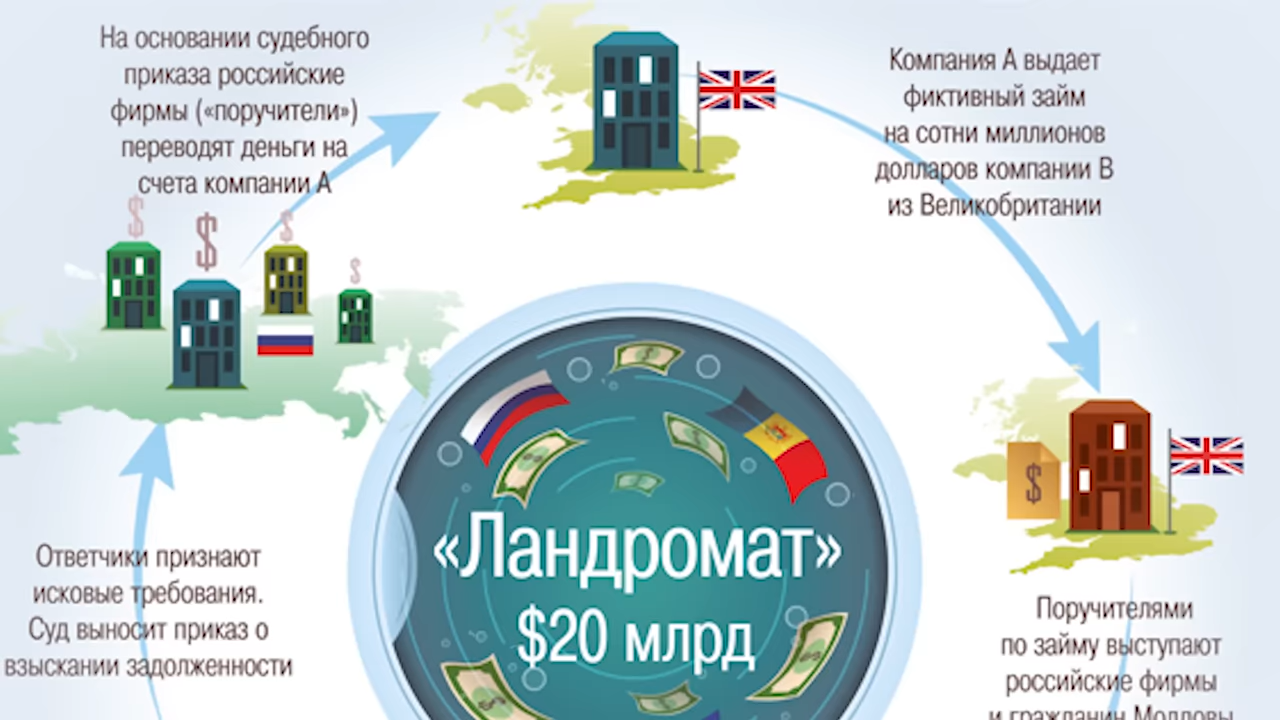 На основании судебного
приказа российские
фирмы («поручители»)
переводят деньги на
счета компании А
Компания А выдает
фиктивный займ
на сотни миллионов
долларов компании В
из Великобритании
«Ландромат»
$20 млрд
Ответчики признают
исковые требования.
Суд выносит приказ о
взыскании задолженности
Поручителями
по займу выступают
российские фирмы
и гражданин Молдовы